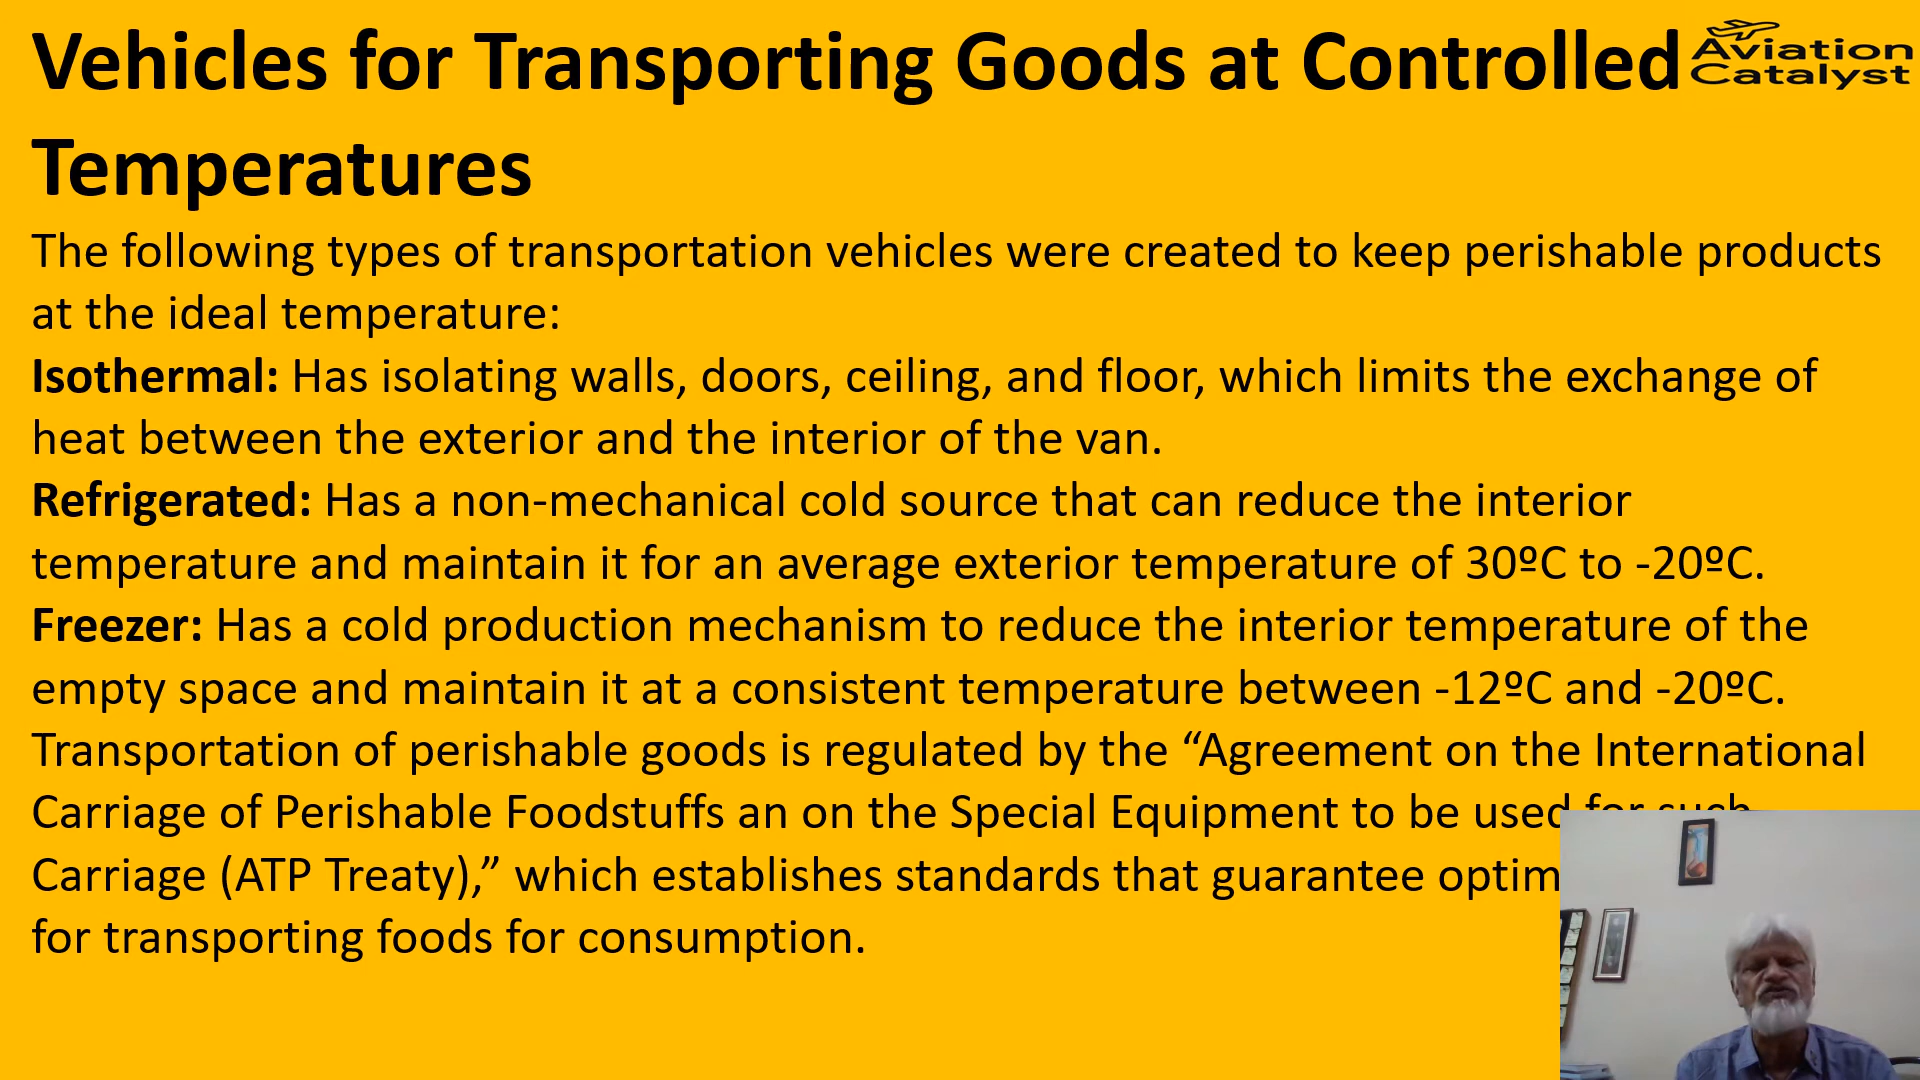 Vehicles for Transporting Goods at Controlled
Temperatures
Aviation
Catalyst
The following types of transportation vehicles were created to keep perishable products
at the ideal temperature:
Isothermal: Has isolating walls, doors, ceiling, and floor, which limits the exchange of
heat between the exterior and the interior of the van.
Refrigerated: Has a non-mechanical cold source that can reduce the interior
temperature and maintain it for an average exterior temperature of 30ºC to -20ºC.
Freezer: Has a cold production mechanism to reduce the interior temperature of the
empty space and maintain it at a consistent temperature between -12ºC and -20ºC.
Transportation of perishable goods is regulated by the “Agreement on the International
Carriage of Perishable Foodstuffs an on the Special Equipment to be used for such
Carriage (ATP Treaty),” which establishes standards that guarantee
for transporting foods for consumption.